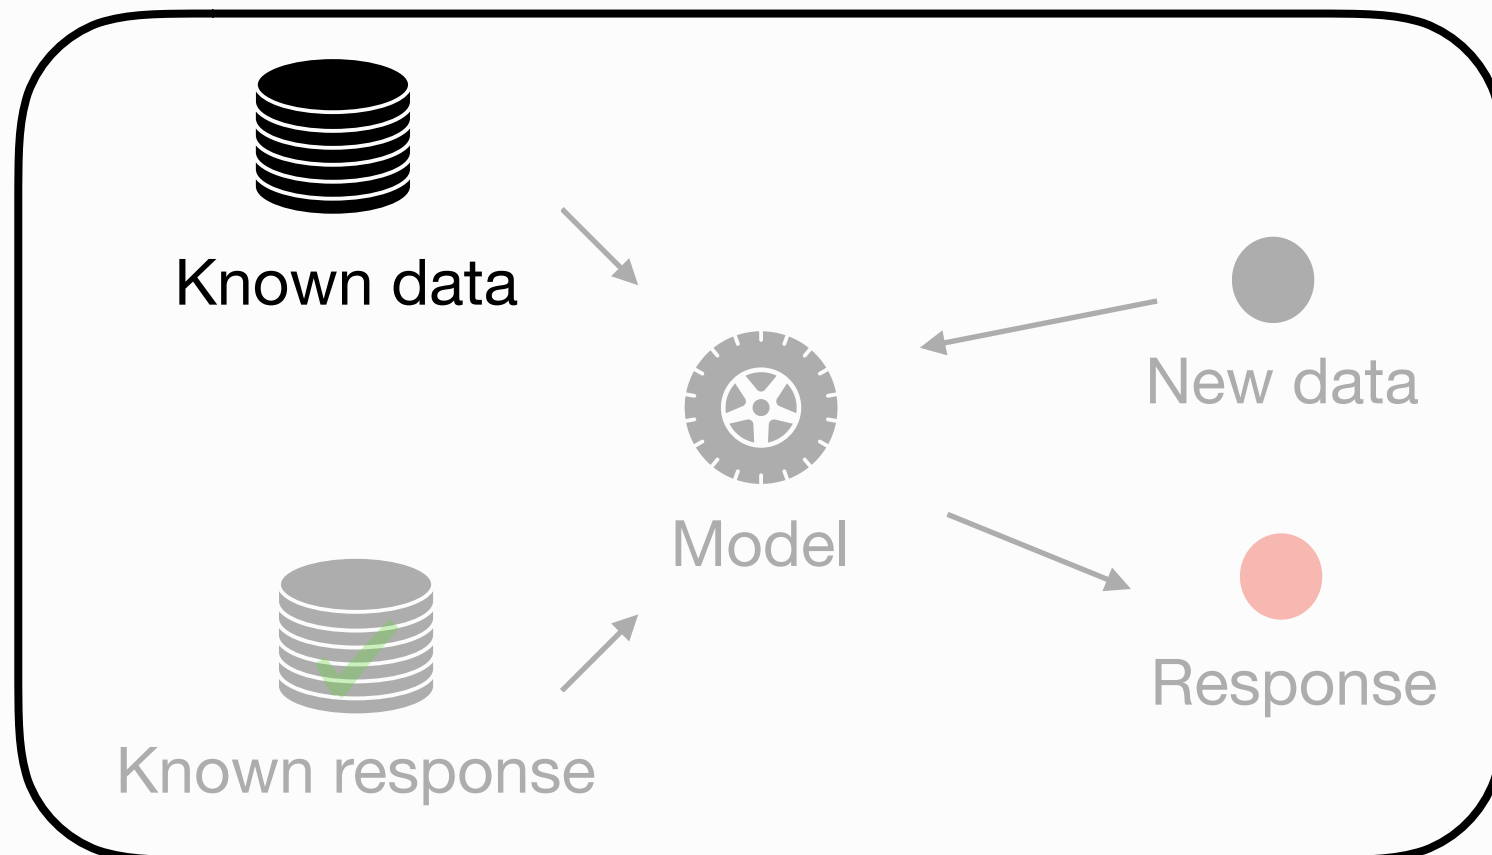 Known data
New data
Model
Response
Known response